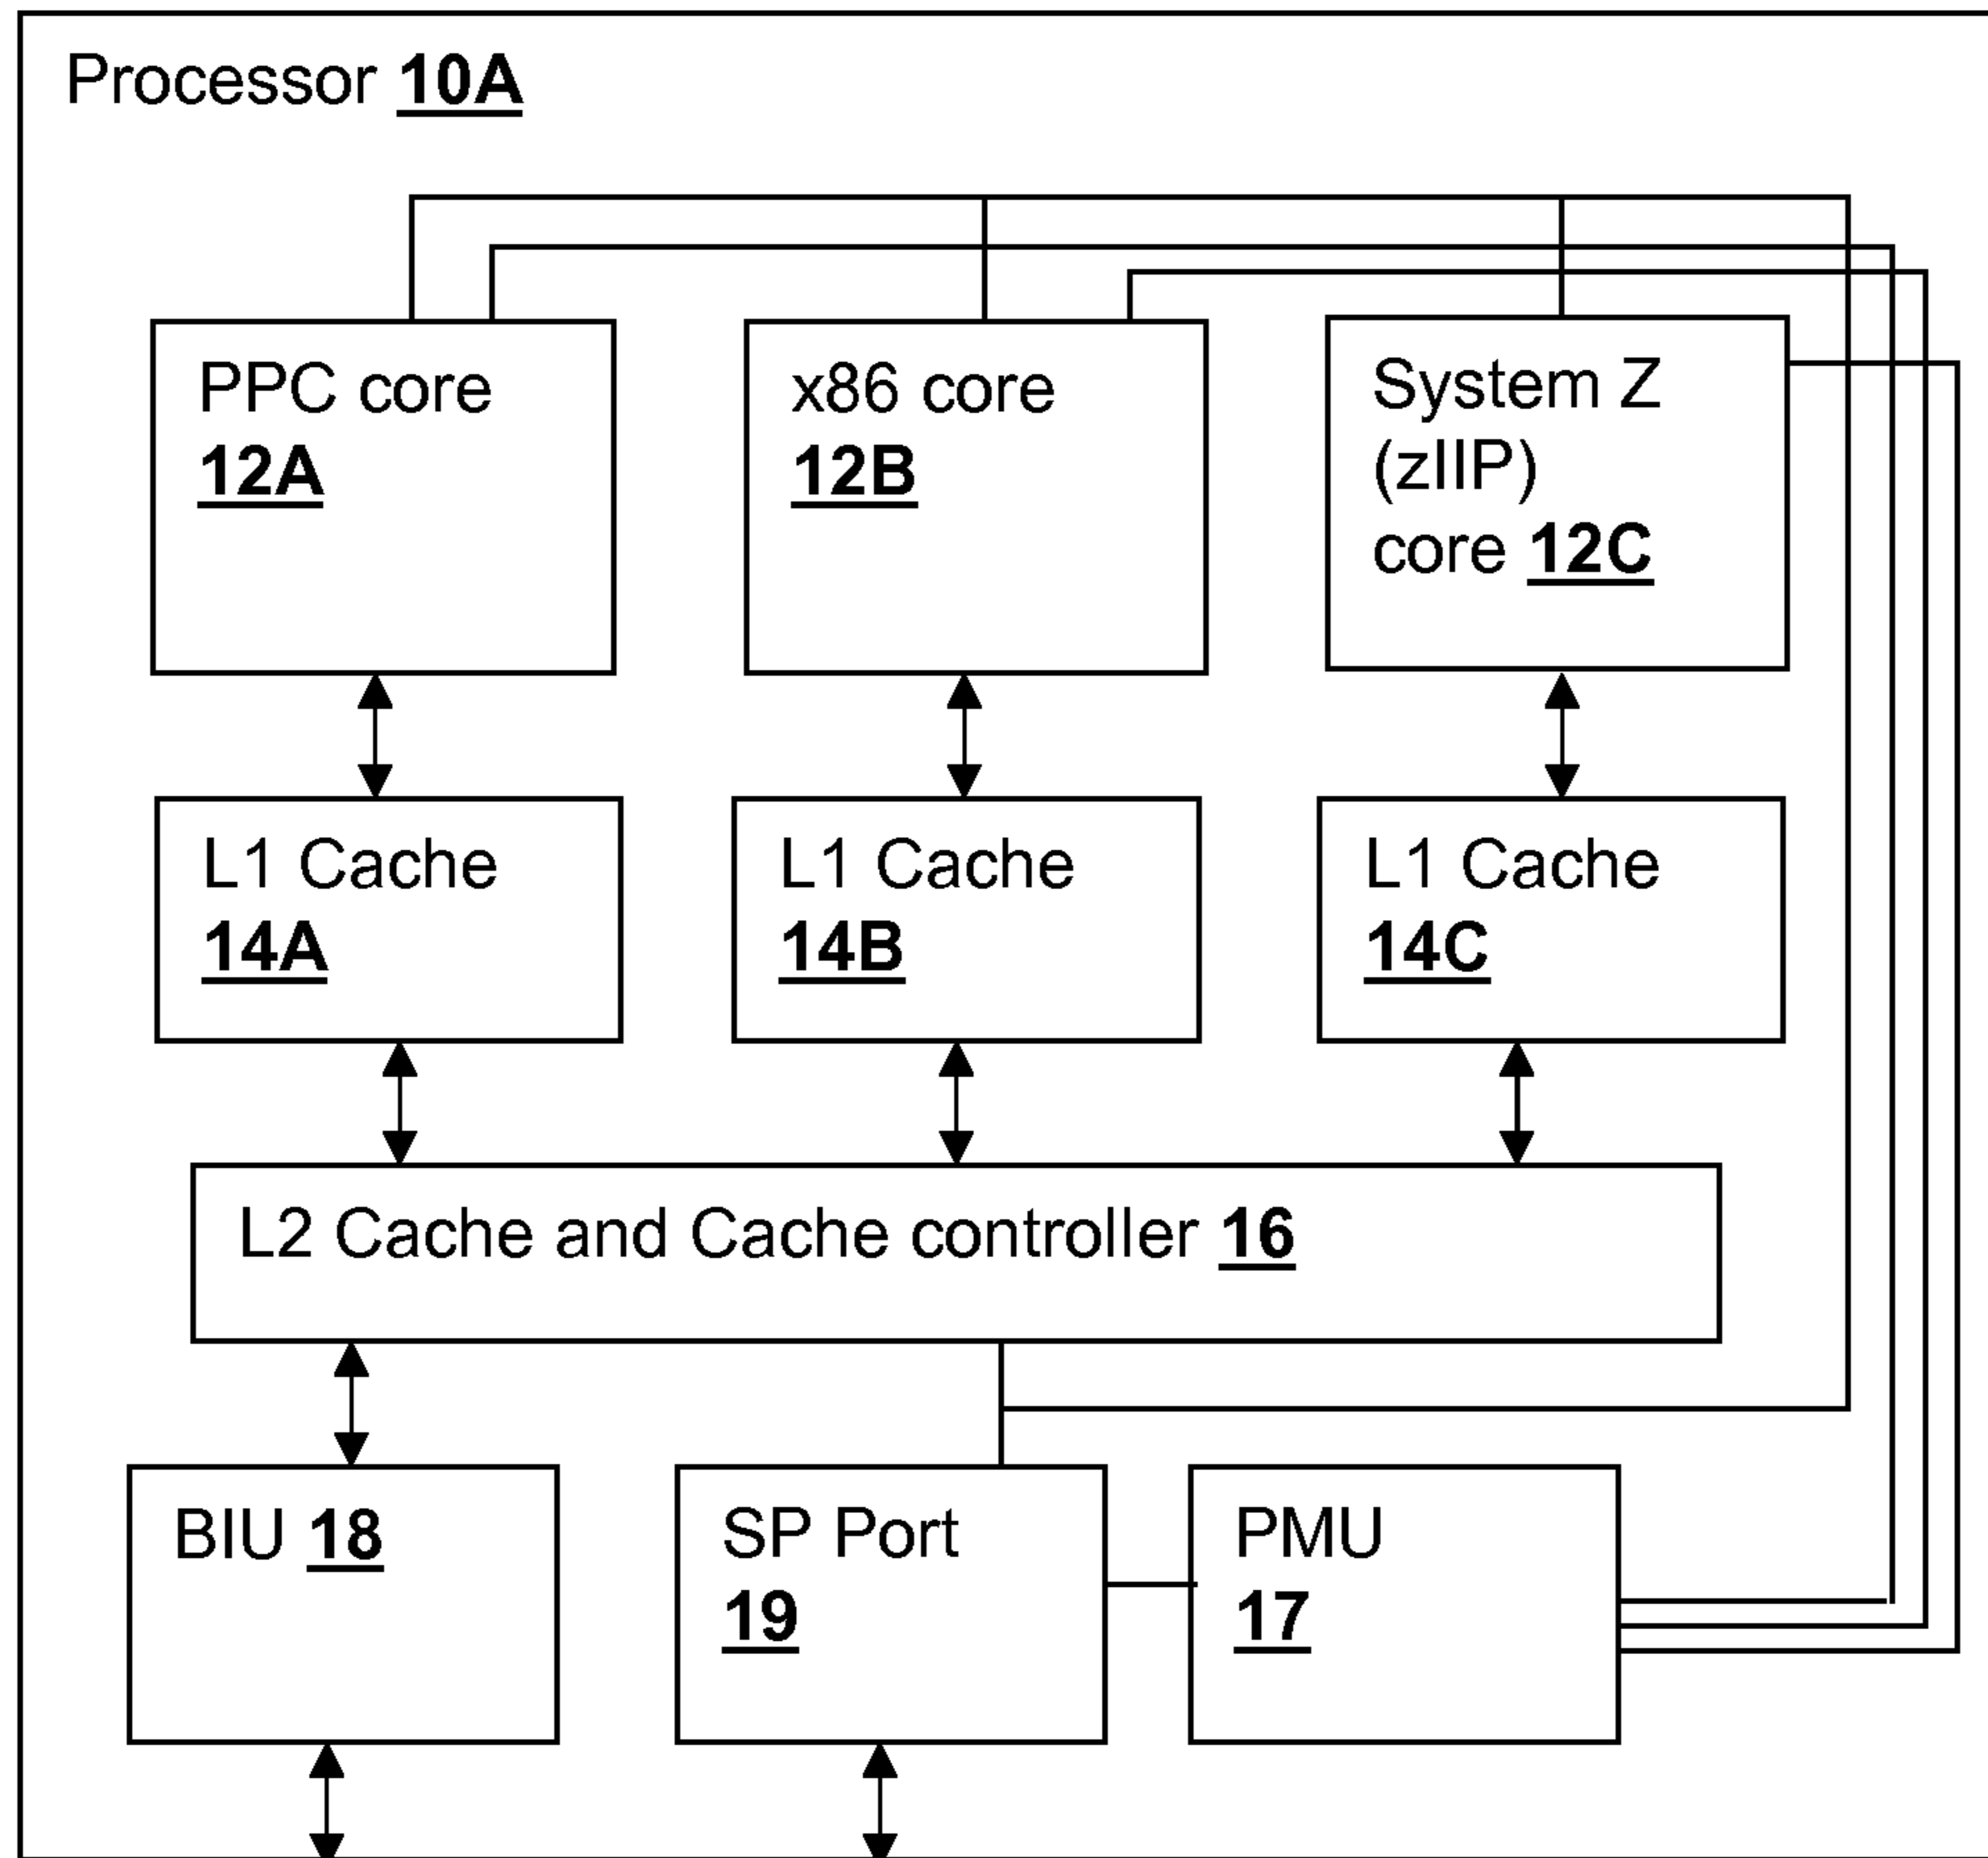 Processor 10A
PPC core
12A
x86 core
12B
System Z
(zIIP)
core 12C
L1 Cache
14A
L1 Cache
14B
L1 Cache
14C
L2 Cache and Cache controller 16
BIU 18
SP Port
19
PMU
17